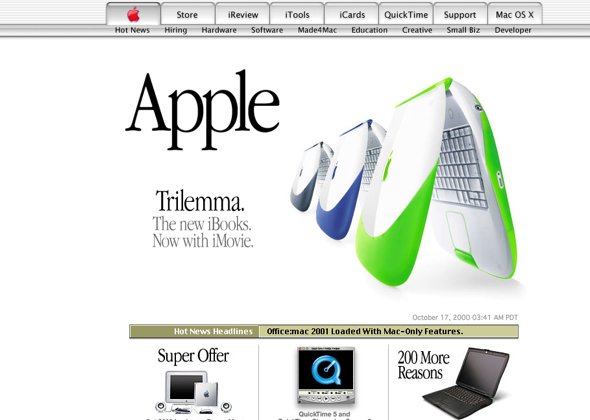 Store iReview iTools iCards QuickTime Support Mac OS X
Hot News Hiring Hardware Software Made4Mac Education Creative Small Biz Developer
Apple
Trilemma.
The new iBooks.
Now with iMovie.
October 17, 2000 03:41 AM PDT
Hot News Headlines Office:mac 2001 Loaded With Mac-Only Features.
Super Offer
200 More
Reasons
QuickTime 5 and